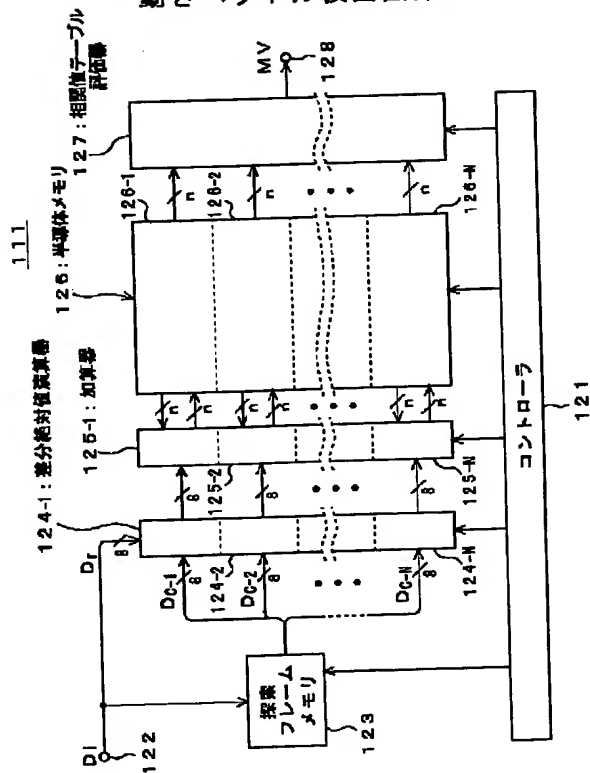 111
DI
122
探索
フレーム
メモリ
123
Dr
8
DC-1
8
DC-2
8
DC-N
8
124-1:差分絶対値演算器
124-2
124-N
8
8
8
125-1:加算器
125-2
125-N
n
n
n
n
n
n
126:半導体メモリ
126-1
126-2
126-N
n
n
n
127:相関値テーブル
評価器
MV
128
コントローラ
121